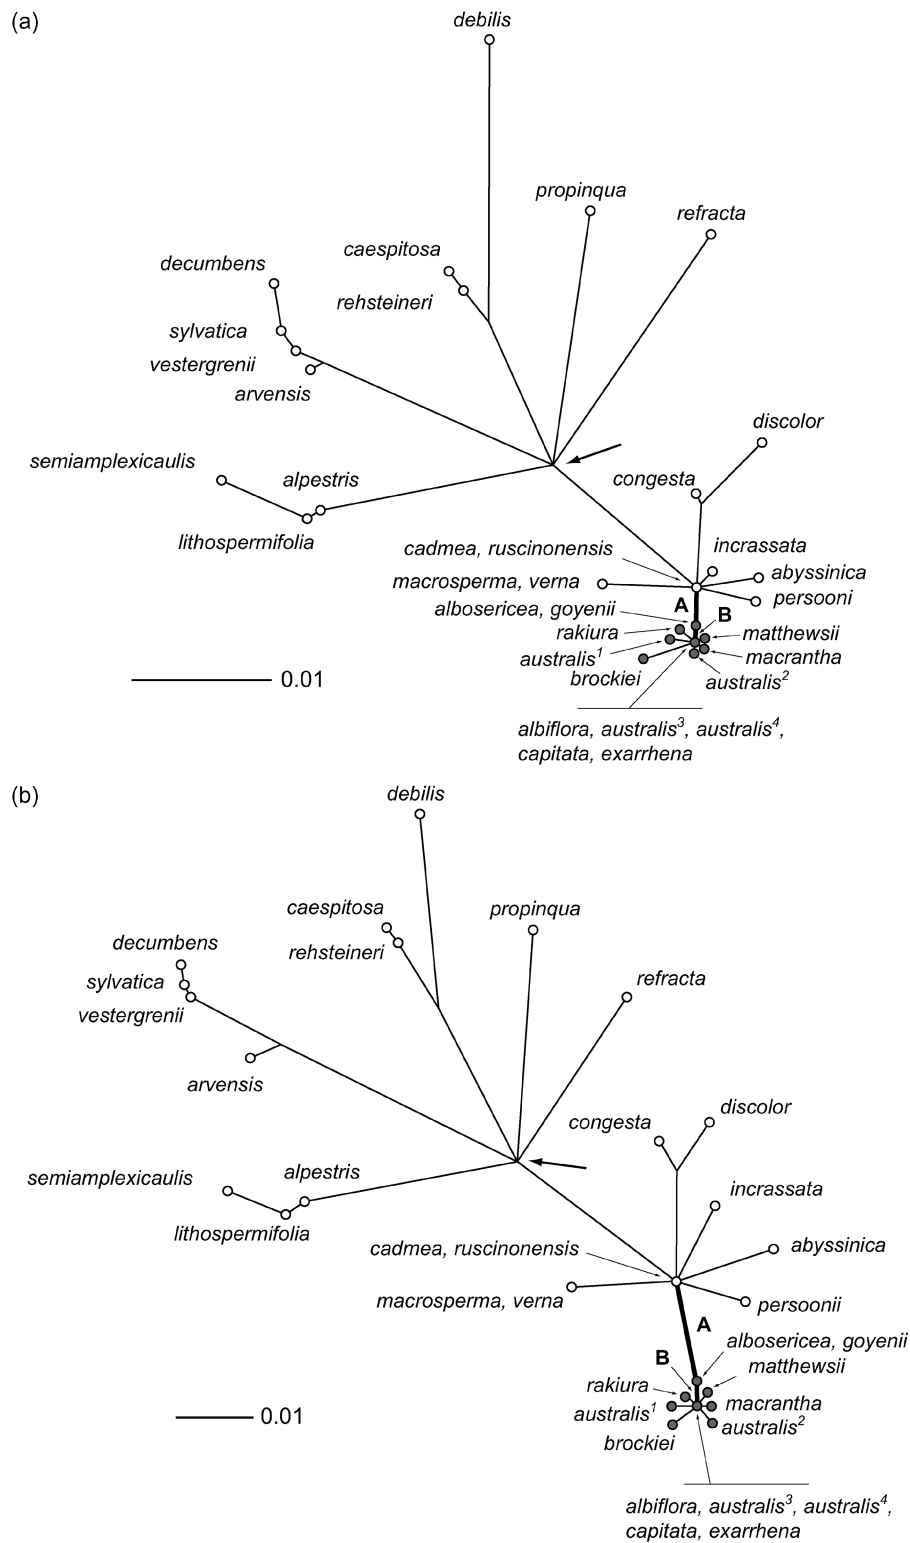 (a)
debilis
propinqua
refracta
caespitosa
decumbens
rehsteineri
sylvatica
vestergrenii
arvensis
discolor
semiamplexicaulis
alpestris
congesta
lithospermifolia
cadmea, ruscinonensis
incrassata
macrosperma, verna
abyssinica
persooni
albosericea, goyenii
A
B
rakiura
matthewsii
australis1
macrantha
brockiei
australis2
0.01
albiflora, australis3, australis4,
capitata, exarrhena
(b)
debilis
caespitosa
propinqua
decumbens
rehsteineri
refracta
sylvatica
vestergrenii
arvensis
discolor
congesta
semiamplexicaulis
alpestris
incrassata
lithospermifolia
cadmea, ruscinonensis
abyssinica
macrosperma, verna
persoonii
A
albosericea, goyenii
B
matthewsii
rakiura
macrantha
australis1
australis2
brockiei
0.01
albiflora, australis3, australis4,
capitata, exarrhena